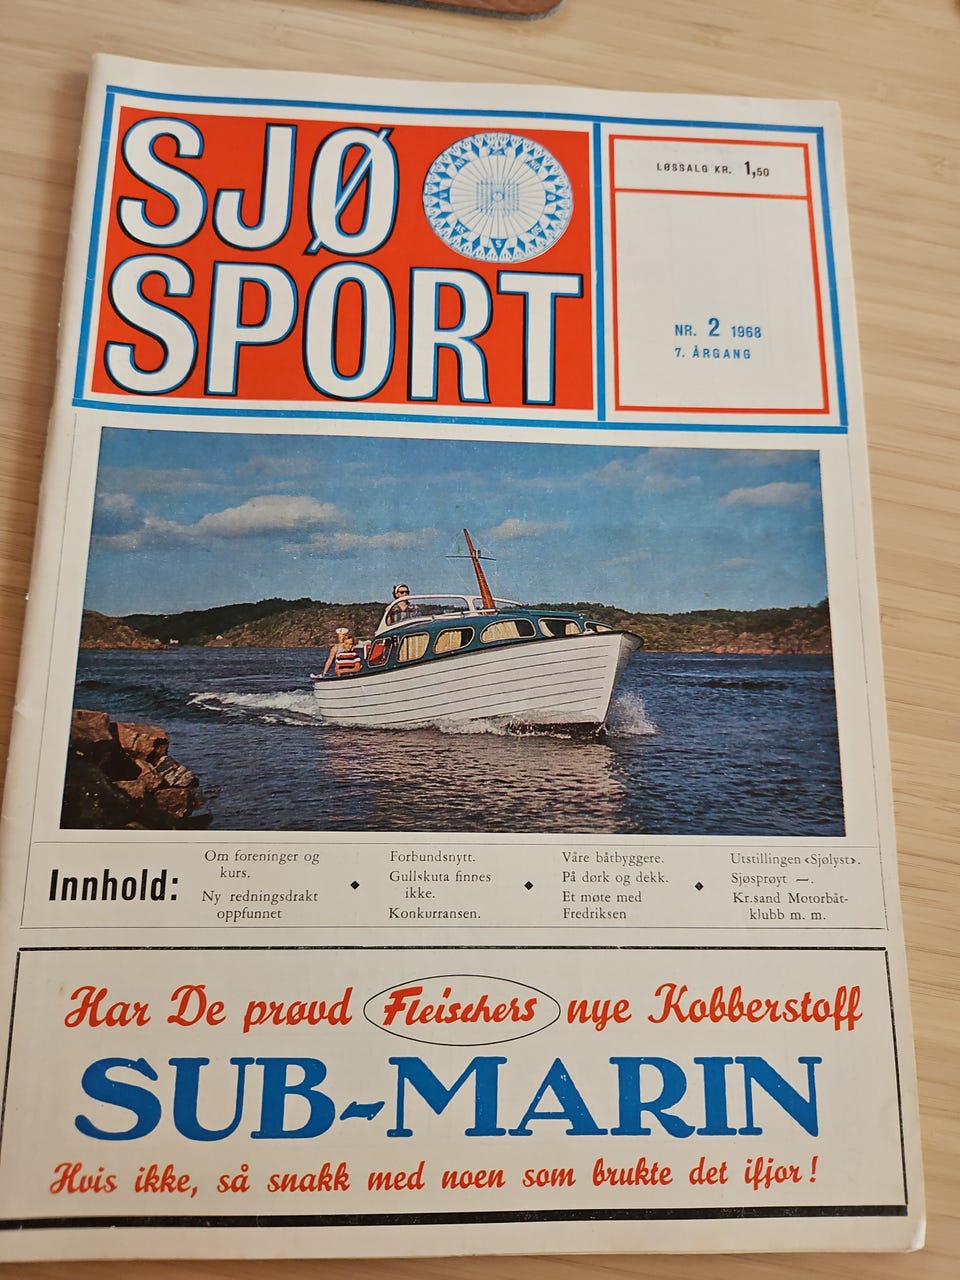 SJØ
SPORT
LØSSALG KR. 1,50
NR. 2 1968
7. ÅRGANG
Innhold:
Om foreninger og
kurs.
Ny redningsdrakt
oppfunnet
Forbundsnytt.
Gullskuta finnes
ikke.
Konkurransen.
Våre båtbyggere.
På dørk og dekk.
Et møte med
Fredriksen
Utstillingen «Sjølyst».
Sjøsprøyt —.
Kr.sand Motorbåt-
klubb m. m.
Har De prøvd Fleischers nye Kobberstoff
SUB-MARIN
Hvis ikke, så snakk med noen som brukte det ifjor!